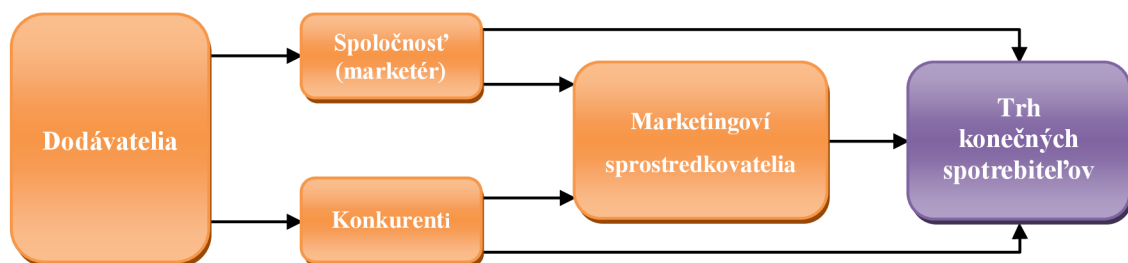 Dodávatelia
Spoločnosť
(marketér)
Konkurenti
Marketingoví
sprostredkovatelia
Trh
konečných
spotrebiteľov